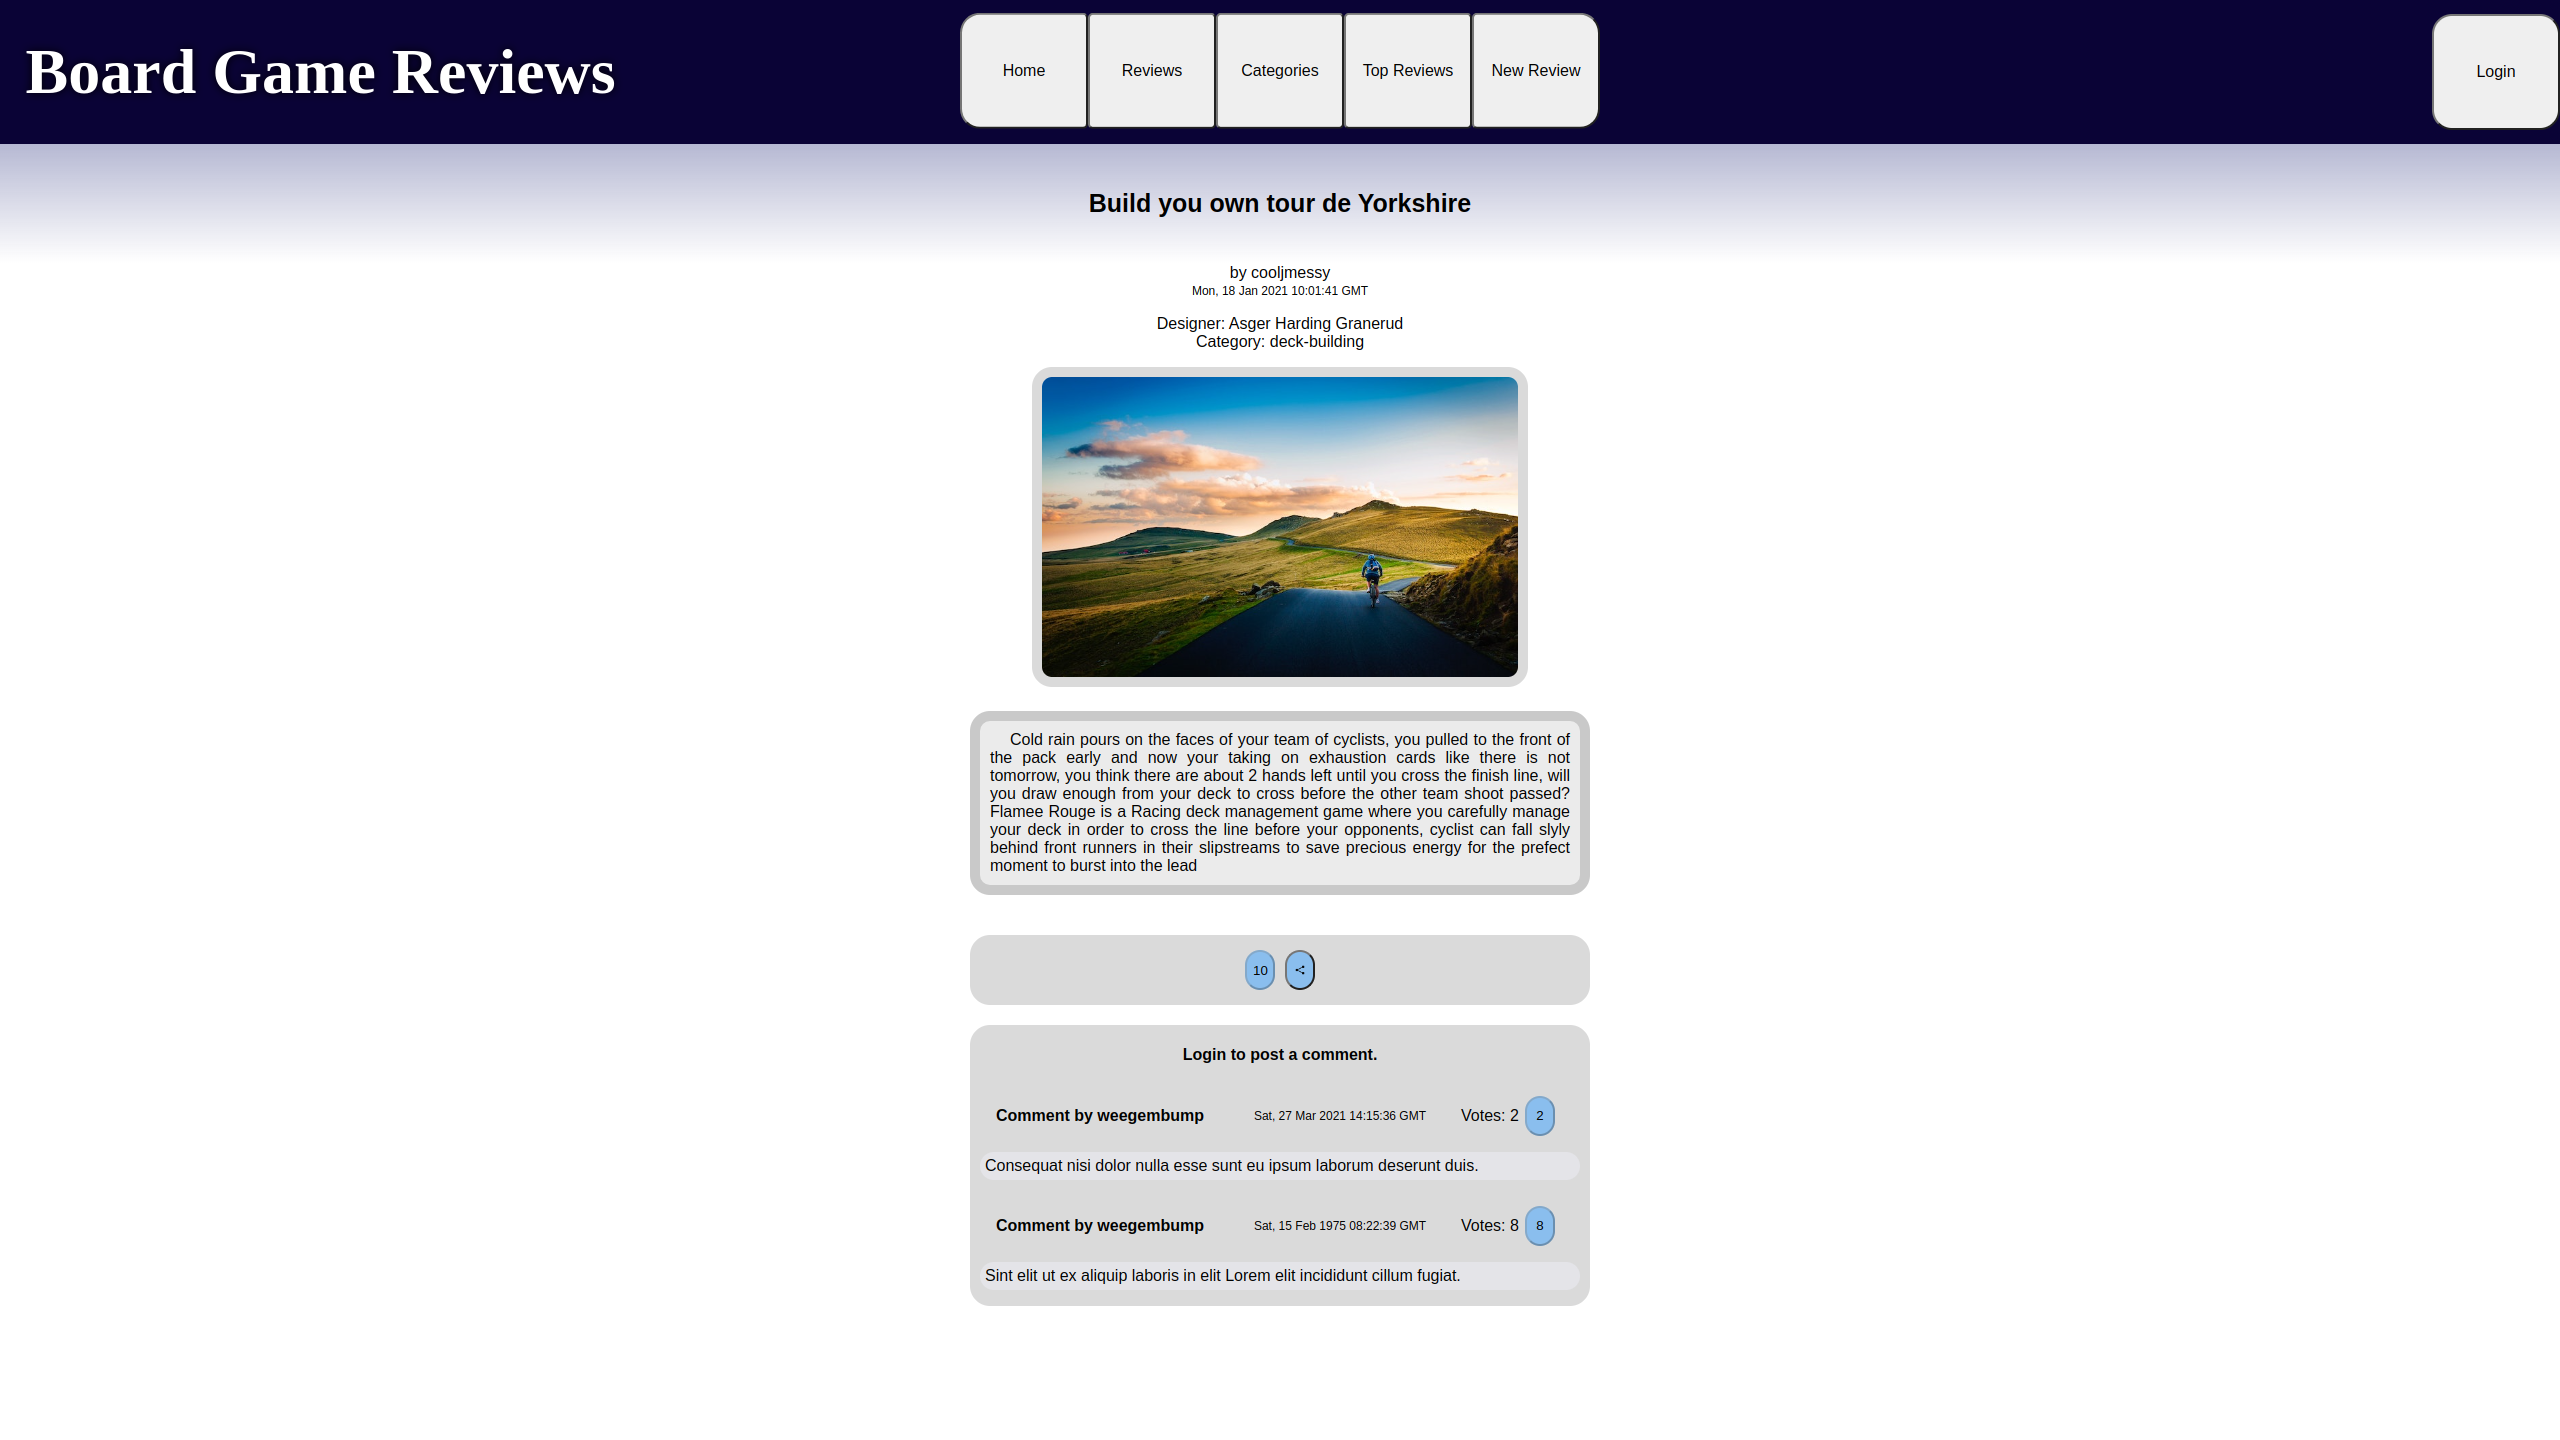 Board Game Reviews
Home
Reviews
Categories
Top Reviews
New Review
Login
Build you own tour de Yorkshire
by cooljmessy
Mon, 18 Jan 2021 10:01:41 GMT
Designer: Asger Harding Granerud
Category: deck-building
Cold rain pours on the faces of your team of cyclists, you pulled to the front of
the pack early and now your taking on exhaustion cards like there is not
tomorrow, you think there are about 2 hands left until you cross the finish line, will
you draw enough from your deck to cross before the other team shoot passed?
Flamee Rouge is a Racing deck management game where you carefully manage
your deck in order to cross the line before your opponents, cyclist can fall slyly
behind front runners in their slipstreams to save precious energy for the prefect
moment to burst into the lead
10
Login to post a comment.
Comment by weegembump Sat, 27 Mar 2021 14:15:36 GMT Votes: 2 2
Consequat nisi dolor nulla esse sunt eu ipsum laborum deserunt duis.
Comment by weegembump Sat, 15 Feb 1975 08:22:39 GMT Votes: 8 8
Sint elit ut ex aliquip laboris in elit Lorem elit incididunt cillum fugiat.